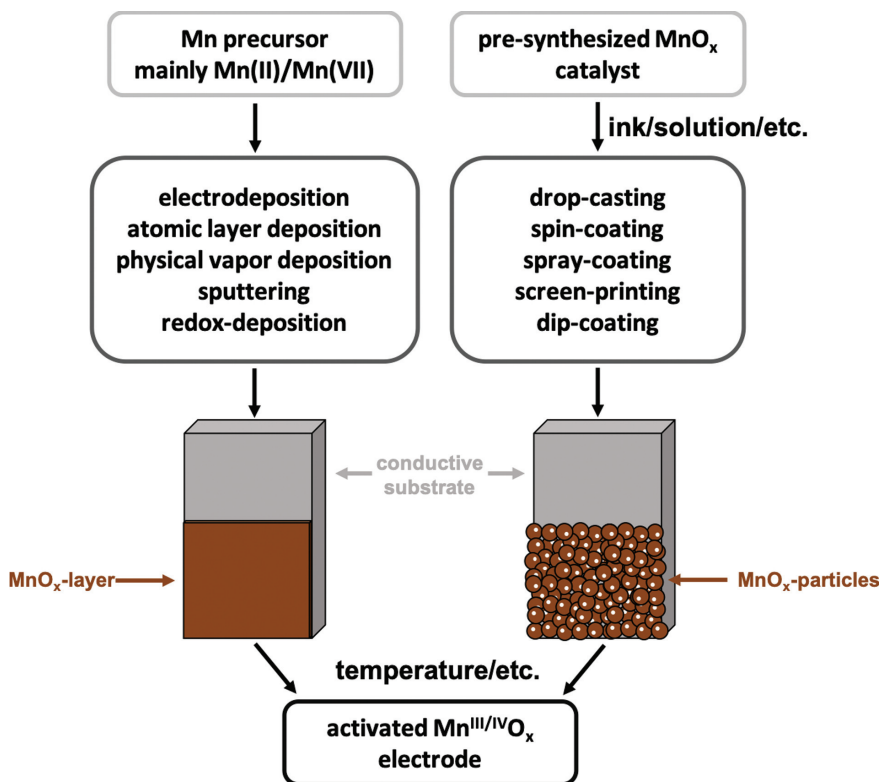 Mn precursor
mainly Mn(II)/Mn(VII)
pre-synthesized MnOₓ
catalyst
ink/solution/etc.
electrodeposition
atomic layer deposition
physical vapor deposition
sputtering
redox-deposition
drop-casting
spin-coating
spray-coating
screen-printing
dip-coating
conductive
substrate
MnOₓ-layer
MnOₓ-particles
temperature/etc.
activated Mnᴵᴵᴵ/ᴵⱽOₓ
electrode